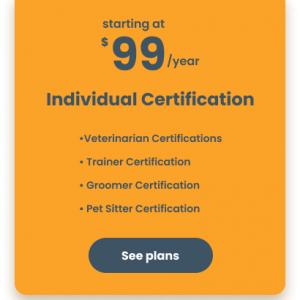 starting at
$99/year
Individual Certification
•Veterinarian Certifications
• Trainer Certification
• Groomer Certification
• Pet Sitter Certification
See plans